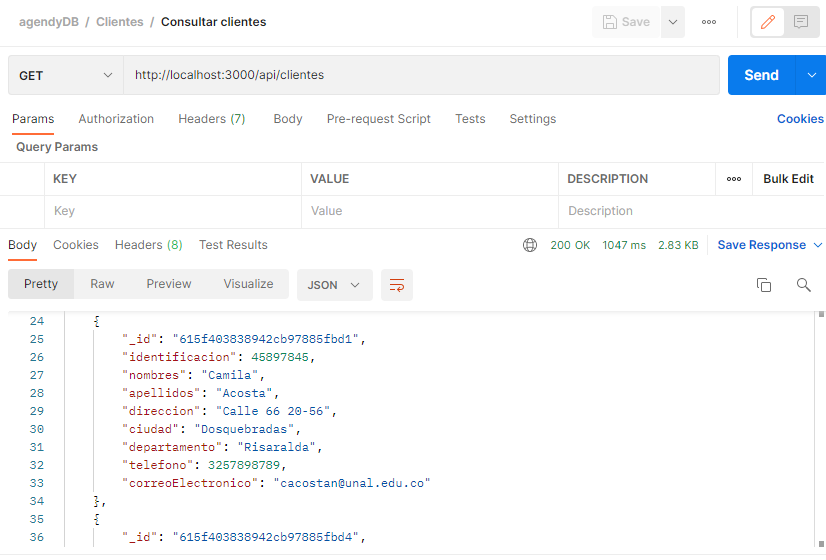 agendyDB / Clientes / Consultar clientes
Save
GET
http://localhost:3000/api/clientes
Send
Params Authorization Headers (7) Body Pre-request Script Tests Settings Cookies
Query Params
KEY VALUE DESCRIPTION ooo Bulk Edit
Key Value Description
Body Cookies Headers (8) Test Results 200 OK 1047 ms 2.83 KB Save Response
Pretty Raw Preview Visualize JSON
24 {
25 "_id": "615f403838942cb97885fbd1",
26 "identificacion": 45897845,
27 "nombres": "Camila",
28 "apellidos": "Acosta",
29 "direccion": "Calle 66 20-56",
30 "ciudad": "Dosquebradas",
31 "departamento": "Risaralda",
32 "telefono": 3257898789,
33 "correoElectronico": "cacostan@unal.edu.co"
34 },
35 {
36 "_id": "615f403838942cb97885fbd4",